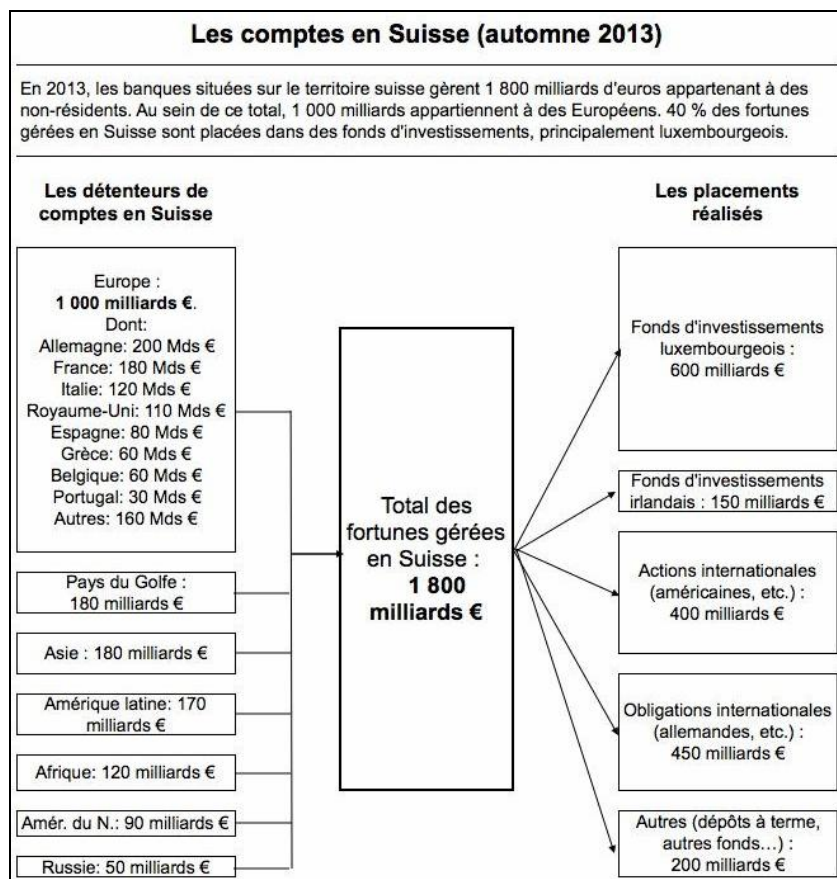 Les comptes en Suisse (automne 2013)
En 2013, les banques situées sur le territoire suisse gèrent 1 800 milliards d'euros appartenant à des
non-résidents. Au sein de ce total, 1 000 milliards appartiennent à des Européens. 40 % des fortunes
gérées en Suisse sont placées dans des fonds d'investissements, principalement luxembourgeois.
Les détenteurs de
comptes en Suisse
Europe :
1 000 milliards €.
Dont:
Allemagne: 200 Mds €
France: 180 Mds €
Italie: 120 Mds €
Royaume-Uni: 110 Mds €
Espagne: 80 Mds €
Grèce: 60 Mds €
Belgique: 60 Mds €
Portugal: 30 Mds €
Autres: 160 Mds €
Pays du Golfe :
180 milliards €
Asie : 180 milliards €
Amérique latine: 170
milliards €
Afrique: 120 milliards €
Amér. du N.: 90 milliards €
Russie: 50 milliards €
Total des
fortunes gérées
en Suisse :
1 800
milliards €
Les placements
réalisés
Fonds d'investissements
luxembourgeois :
600 milliards €
Fonds d'investissements
irlandais : 150 milliards €
Actions internationales
(américaines, etc.) :
400 milliards €
Obligations internationales
(allemandes, etc.) :
450 milliards €
Autres (dépôts à terme,
autres fonds...) :
200 milliards €